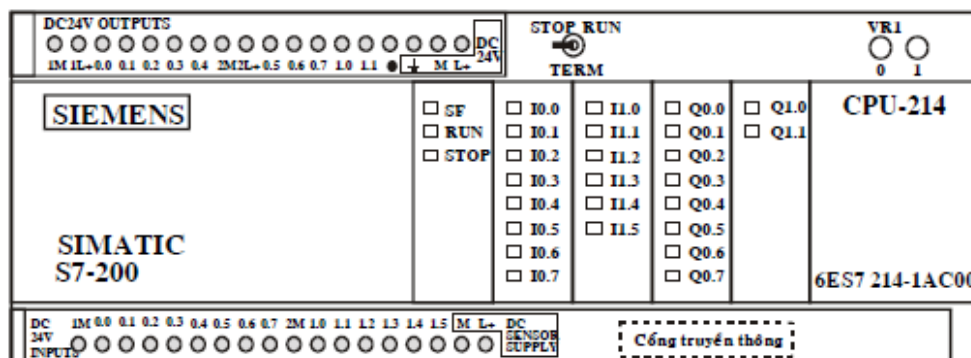 DC24V OUTPUTS
1M 1L+ 0.0 0.1 0.2 0.3 0.4 2M 2L+ 0.5 0.6 0.7 1.0 1.1 M L+
DC
24V
STOP RUN
TERM
VR1
0 1
SIEMENS
SIMATIC
S7-200
SF
RUN
STOP
I0.0
I0.1
I0.2
I0.3
I0.4
I0.5
I0.6
I0.7
I1.0
I1.1
I1.2
I1.3
I1.4
I1.5
Q0.0
Q0.1
Q0.2
Q0.3
Q0.4
Q0.5
Q0.6
Q0.7
Q1.0
Q1.1
CPU-214
6ES7 214-1AC00
DC
24V
INPUTS
1M 0.0 0.1 0.2 0.3 0.4 0.5 0.6 0.7 2M 1.0 1.1 1.2 1.3 1.4 1.5 M L+
DC
SENSOR
SUPPLY
Cổng truyền thông